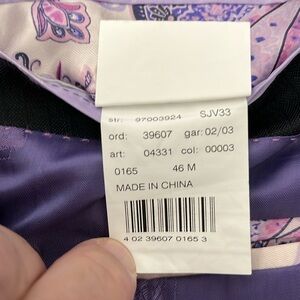 str: 97003924 SJV33
ord: 39607 gar: 02/03
art: 04331 col: 00003
0165 46 M
MADE IN CHINA
4 02 39607 0165 3